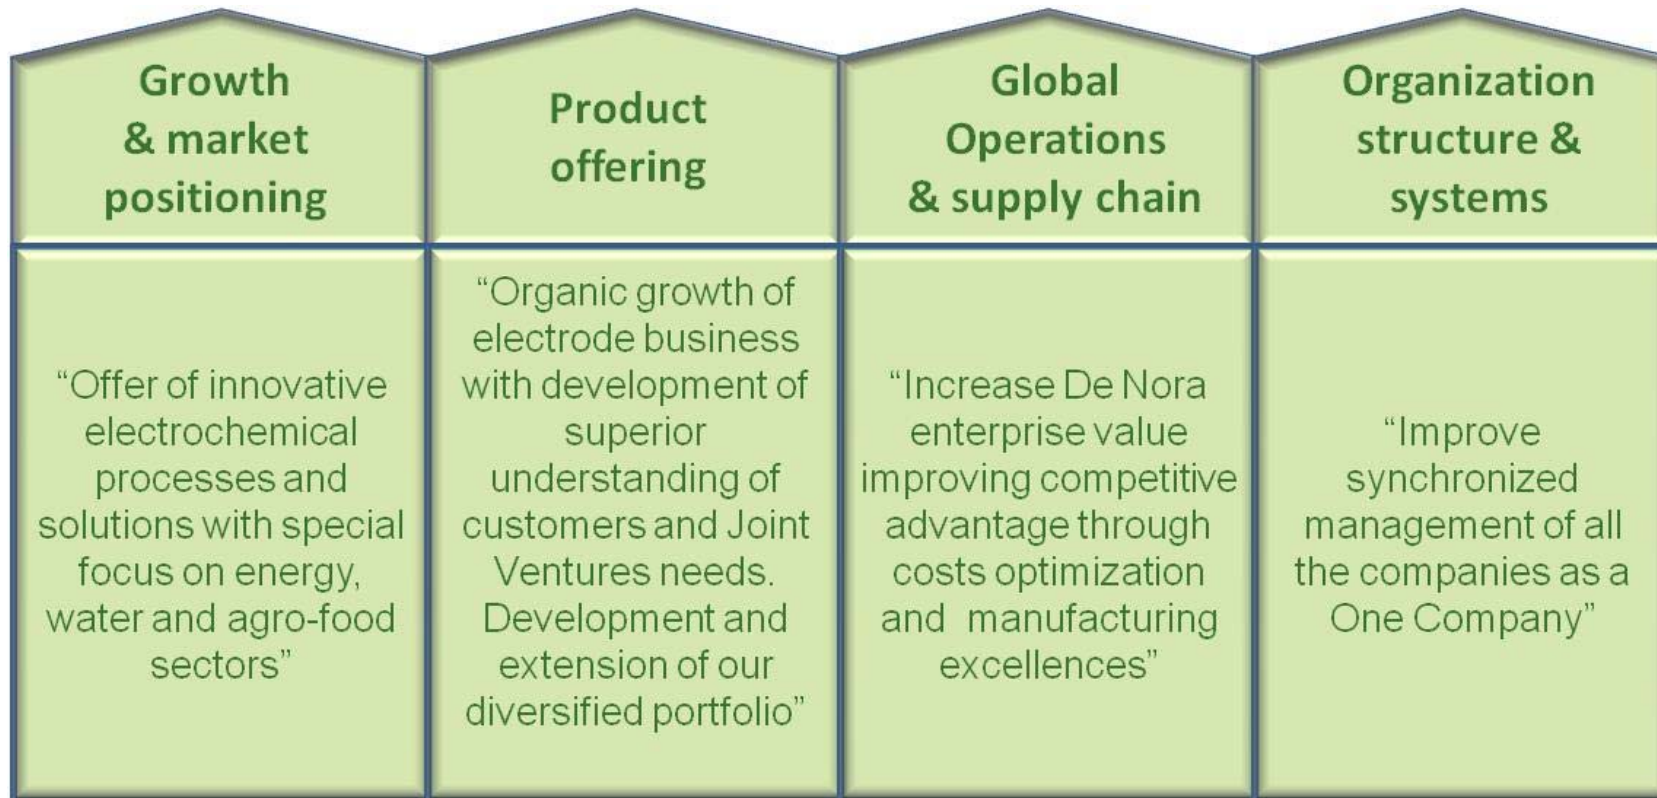 Growth
& market
positioning
Product
offering
Global
Operations
& supply chain
Organization
structure &
systems
“Offer of innovative
electrochemical
processes and
solutions with special
focus on energy,
water and agro-food
sectors”
“Organic growth of
electrode business
with development of
superior
understanding of
customers and Joint
Ventures needs.
Development and
extension of our
diversified portfolio”
“Increase De Nora
enterprise value
improving competitive
advantage through
costs optimization
and manufacturing
excellences”
“Improve
synchronized
management of all
the companies as a
One Company”